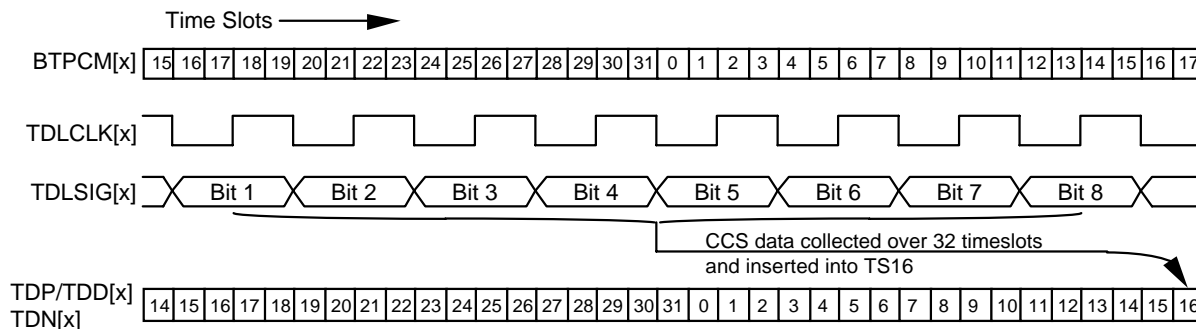 Time Slots
BTPCM[x] 15 16 17 18 19 20 21 22 23 24 25 26 27 28 29 30 31 0 1 2 3 4 5 6 7 8 9 10 11 12 13 14 15 16 17
TDLCLK[x]
TDLSIG[x] Bit 1 Bit 2 Bit 3 Bit 4 Bit 5 Bit 6 Bit 7 Bit 8
CCS data collected over 32 timeslots
and inserted into TS16
TDP/TDD[x] 14 15 16 17 18 19 20 21 22 23 24 25 26 27 28 29 30 31 0 1 2 3 4 5 6 7 8 9 10 11 12 13 14 15 16
TDN[x]